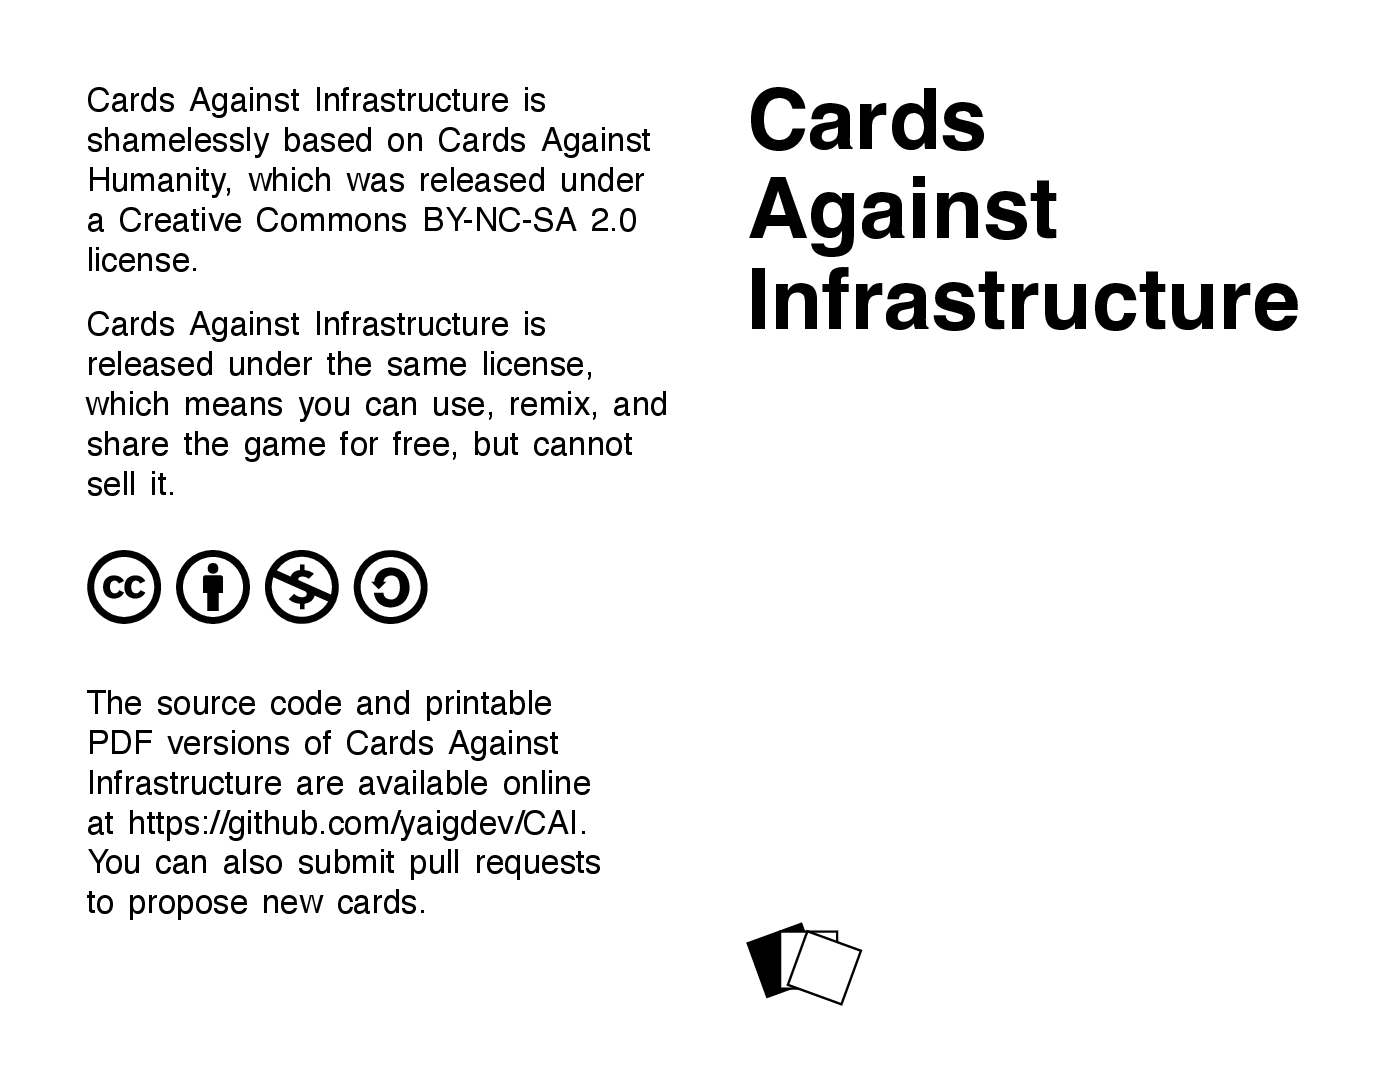 Cards Against Infrastructure is
shamelessly based on Cards Against
Humanity, which was released under
a Creative Commons BY-NC-SA 2.0
license.
Cards Against Infrastructure is
released under the same license,
which means you can use, remix, and
share the game for free, but cannot
sell it.
cc
$
The source code and printable
PDF versions of Cards Against
Infrastructure are available online
at https://github.com/yaigdev/CAI.
You can also submit pull requests
to propose new cards.
Cards
Against
Infrastructure